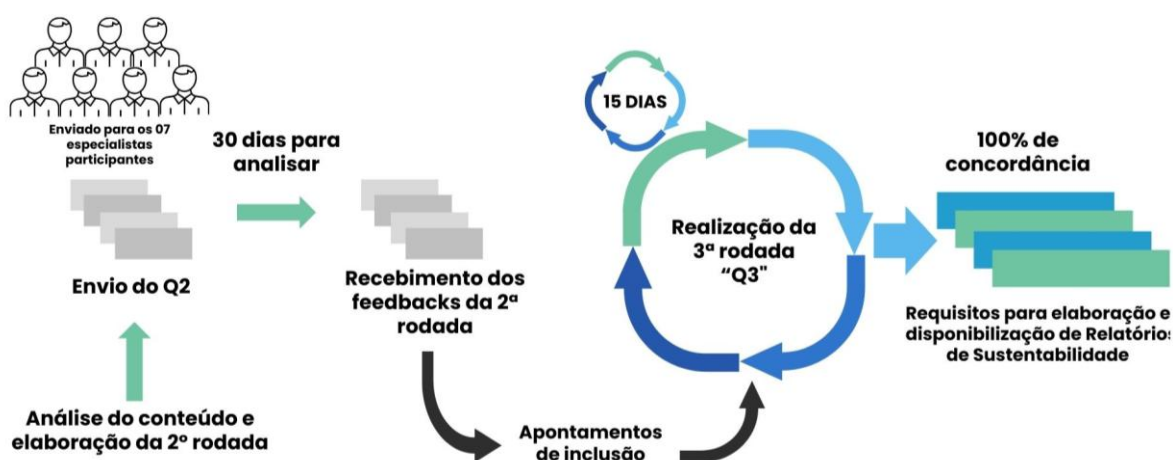 Enviado para os 07
especialistas
participantes
30 dias para
analisar
Envio do Q2
Análise do conteúdo e
elaboração da 2º rodada
Recebimento dos
feedbacks da 2ª
rodada
Apontamentos
de inclusão
15 DIAS
Realização da
3ª rodada
“Q3"
100% de
concordância
Requisitos para elaboração e
disponibilização de Relatórios
de Sustentabilidade